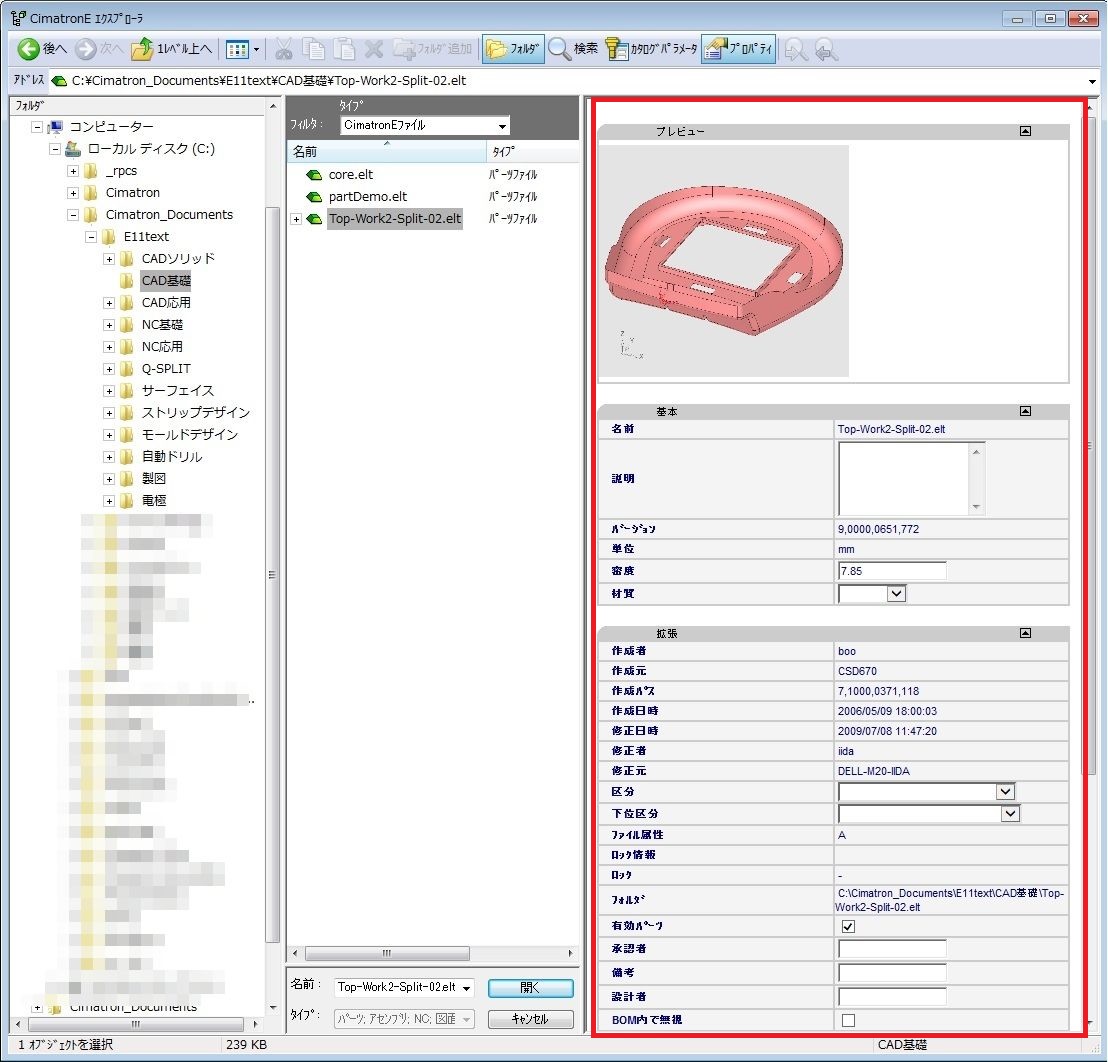 CimatronE ｴｸｽﾌﾟﾛｰﾗ
後へ 次へ 1ﾚﾍﾞﾙ上へ ﾌｫﾙﾀﾞ追加 ﾌｫﾙﾀﾞ 検索 ｶﾀﾛｸﾞﾊﾟﾗﾒｰﾀ ﾌﾟﾛﾊﾟﾃｨ
ｱﾄﾞﾚｽ C:¥Cimatron_Documents¥E11text¥CAD基礎¥Top-Work2-Split-02.elt
ﾌｫﾙﾀﾞ
コンピューター
ローカル ディスク (C:)
_rpcs
Cimatron
Cimatron_Documents
E11text
CADソリッド
CAD基礎
CAD応用
NC基礎
NC応用
Q-SPLIT
サーフェイス
ストリップデザイン
モールドデザイン
自動ドリル
製図
電極
..
Cimatron_Documents
ﾀｲﾌﾟ
ﾌｨﾙﾀ : CimatronEﾌｧｲﾙ
名前 ﾀｲﾌﾟ
core.elt ﾊﾟｰﾂﾌｧｲﾙ
partDemo.elt ﾊﾟｰﾂﾌｧｲﾙ
Top-Work2-Split-02.elt ﾊﾟｰﾂﾌｧｲﾙ
名前 : Top-Work2-Split-02.elt 開く
ﾀｲﾌﾟ: ﾊﾟｰﾂ; ｱｾﾝﾌﾞﾘ; NC; 図面 ｷｬﾝｾﾙ
プレビュー
Z
Y
X
基本
名前 Top-Work2-Split-02.elt
説明
ﾊﾞｰｼﾞｮﾝ 9,0000,0651,772
単位 mm
密度 7.85
材質
拡張
作成者 boo
作成元 CSD670
作成ﾊﾟｽ 7,1000,0371,118
作成日時 2006/05/09 18:00:03
修正日時 2009/07/08 11:47:20
修正者 iida
修正元 DELL-M20-IIDA
区分
下位区分
ﾌｧｲﾙ属性 A
ﾛｯｸ情報
ﾛｯｸ -
ﾌｫﾙﾀﾞ C:\Cimatron_Documents\E11text\CAD基礎\Top-
Work2-Split-02.elt
有効ﾊﾟｰﾂ
承認者
備考
設計者
BOM内で無視
1 ｵﾌﾞｼﾞｪｸﾄを選択 239 KB CAD基礎